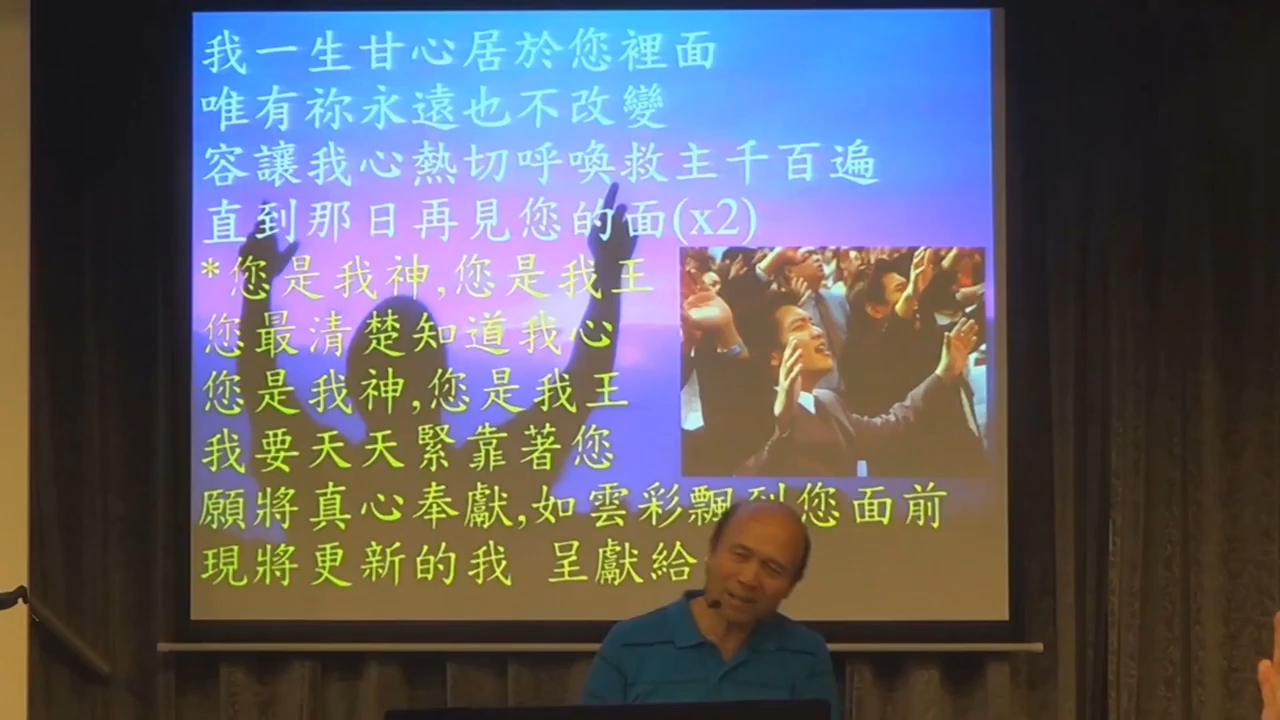 我一生甘心居於您裡面
唯有祢永遠也不改變
容讓我心熱切呼喚救主千百遍
直到那日再見您的面(x2)
*您是我神,您是我王
您最清楚知道我心
您是我神,您是我王
我要天天緊靠著您
願將真心奉獻,如雲彩飄到您面前
現將更新的我 呈獻給